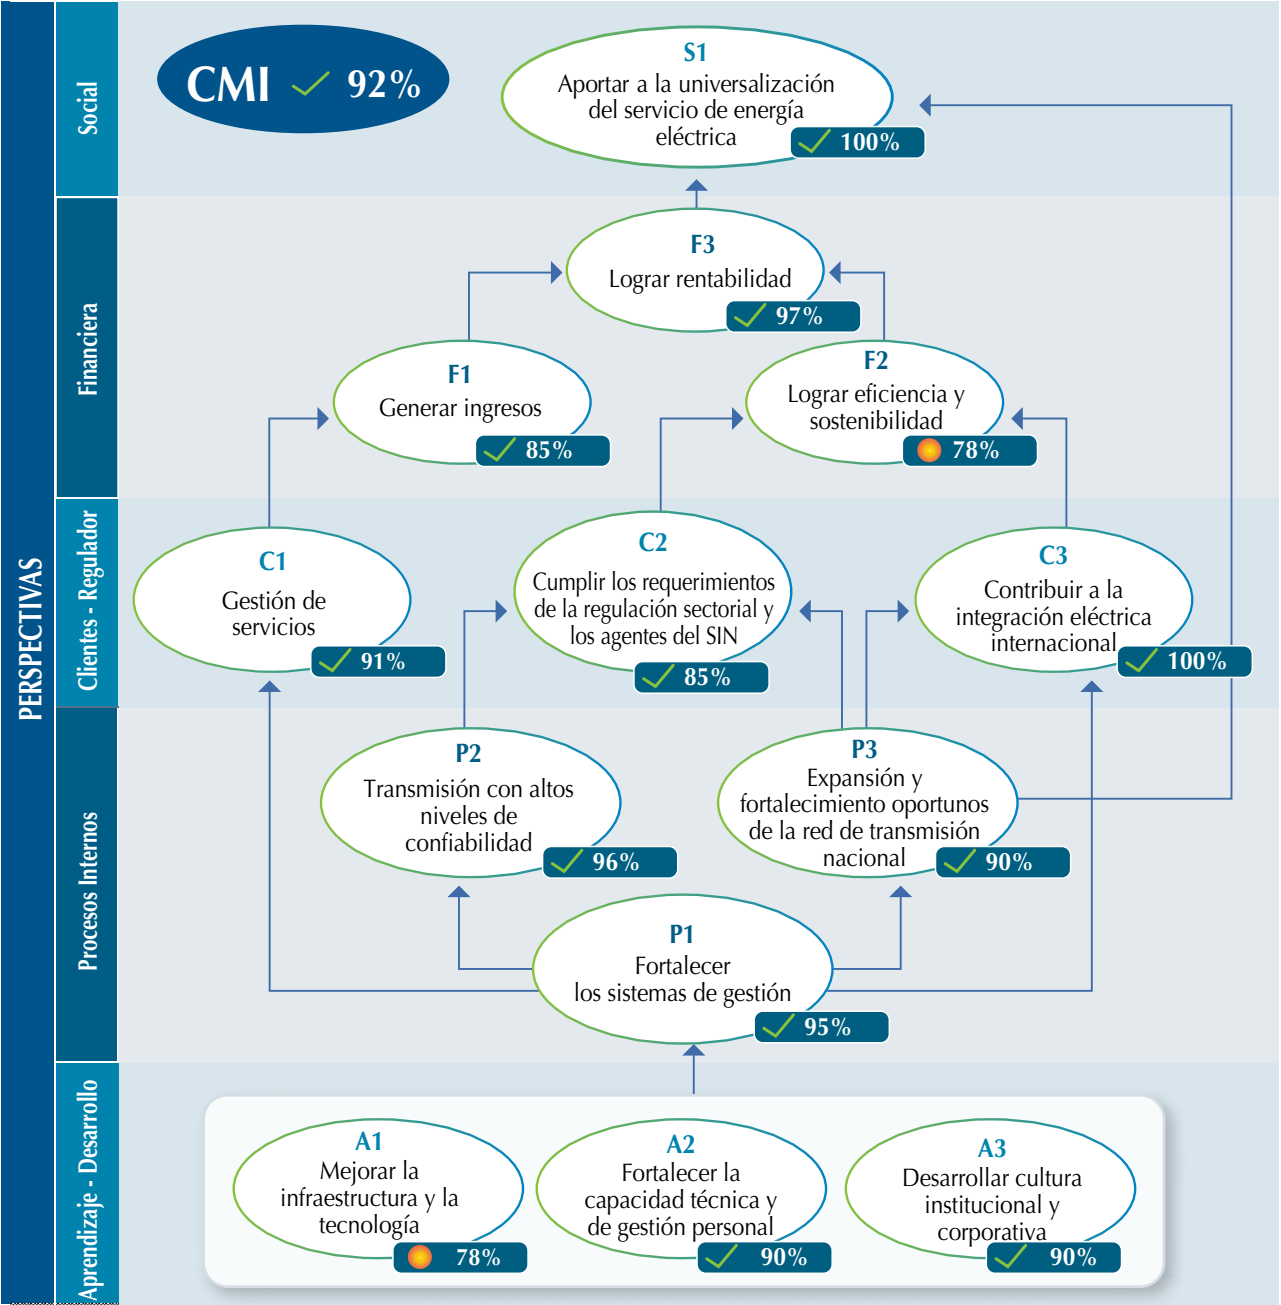 PERSPECTIVAS
Social
CMI 92%
S1
Aportar a la universalización
del servicio de energía
eléctrica
100%
Financiera
F3
Lograr rentabilidad
97%
F1
Generar ingresos
85%
F2
Lograr eficiencia y
sostenibilidad
78%
Clientes - Regulador
C1
Gestión de
servicios
91%
C2
Cumplir los requerimientos
de la regulación sectorial y
los agentes del SIN
85%
C3
Contribuir a la
integración eléctrica
internacional
100%
Procesos Internos
P2
Transmisión con altos
niveles de
confiabilidad
96%
P3
Expansión y
fortalecimiento oportunos
de la red de transmisión
nacional
90%
P1
Fortalecer
los sistemas de gestión
95%
Aprendizaje - Desarrollo
A1
Mejorar la
infraestructura y la
tecnología
78%
A2
Fortalecer la
capacidad técnica y
de gestión personal
90%
A3
Desarrollar cultura
institucional y
corporativa
90%